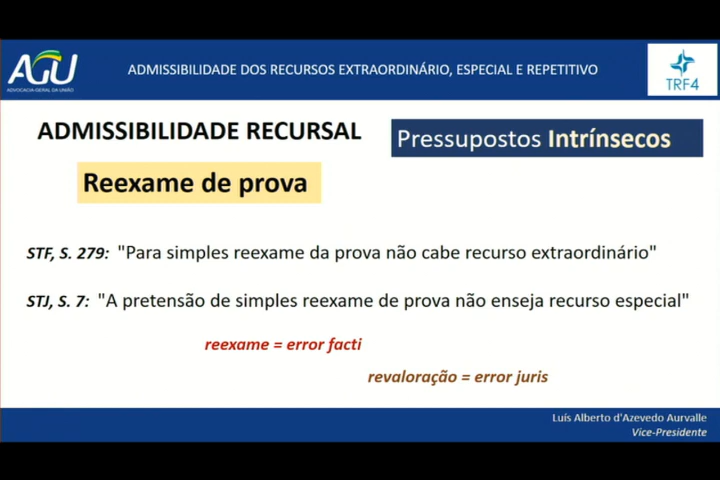 AGU
ADVOCACIA-GERAL DA UNIÃO
ADMISSIBILIDADE DOS RECURSOS EXTRAORDINÁRIO, ESPECIAL E REPETITIVO
TRF4
ADMISSIBILIDADE RECURSAL
Pressupostos Intrínsecos
Reexame de prova
STF, S. 279: "Para simples reexame da prova não cabe recurso extraordinário"
STJ, S. 7: "A pretensão de simples reexame de prova não enseja recurso especial"
reexame = error facti
revaloração = error juris
Luís Alberto d'Azevedo Aurvalle
Vice-Presidente